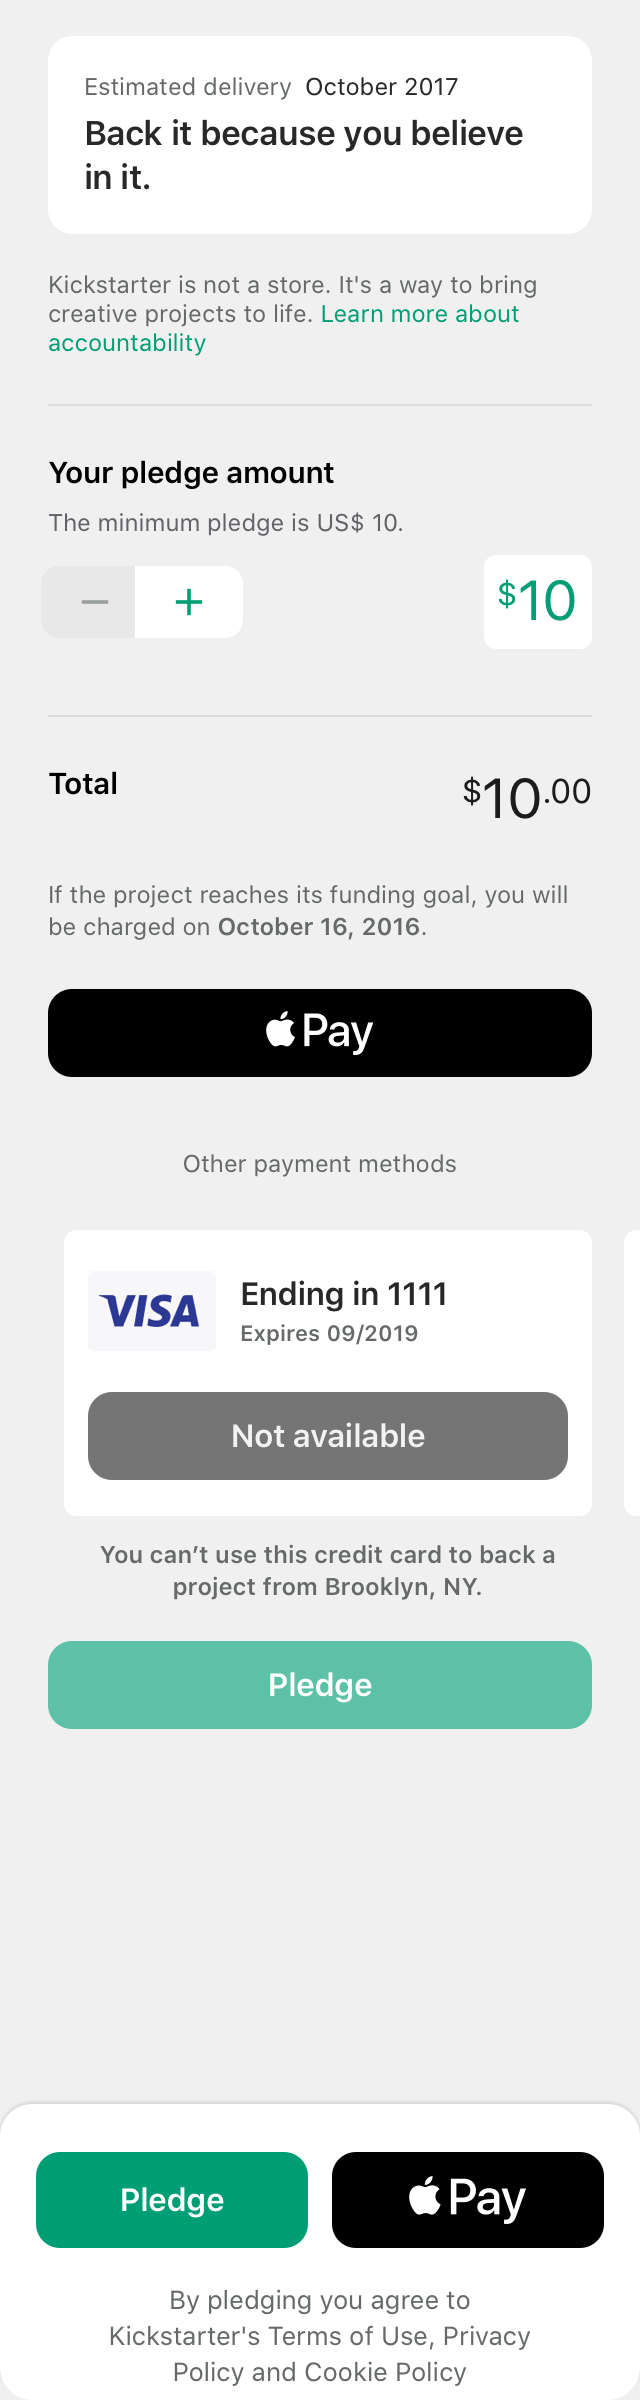 Estimated delivery October 2017
Back it because you believe
in it.
Kickstarter is not a store. It's a way to bring
creative projects to life. Learn more about
accountability
Your pledge amount
The minimum pledge is US$ 10.
− +
$10
Total
$10.00
If the project reaches its funding goal, you will
be charged on October 16, 2016.
Pay
Other payment methods
VISA
Ending in 1111
Expires 09/2019
Not available
You can’t use this credit card to back a
project from Brooklyn, NY.
Pledge
Pledge
Pay
By pledging you agree to
Kickstarter's Terms of Use, Privacy
Policy and Cookie Policy